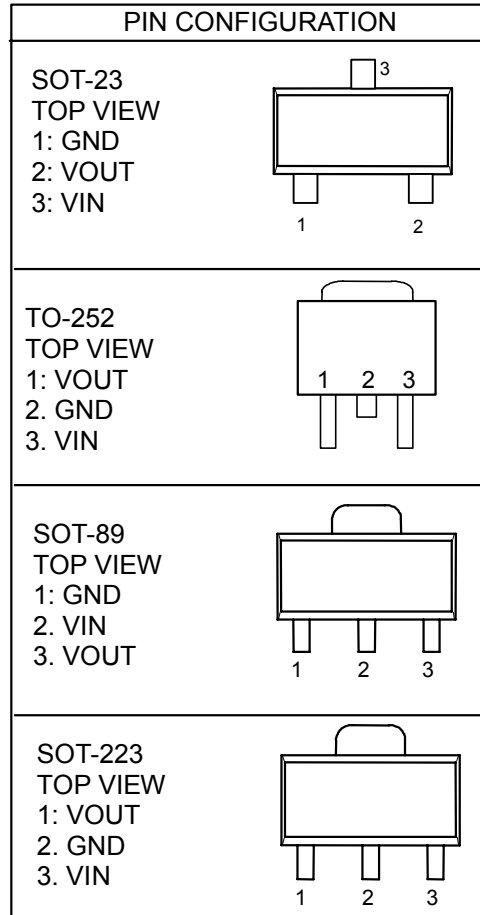 PIN CONFIGURATION
SOT-23
TOP VIEW
1: GND
2: VOUT
3: VIN
3
1 2
TO-252
TOP VIEW
1: VOUT
2. GND
3. VIN
1 2 3
SOT-89
TOP VIEW
1: GND
2. VIN
3. VOUT
1 2 3
SOT-223
TOP VIEW
1: VOUT
2. GND
3. VIN
1 2 3